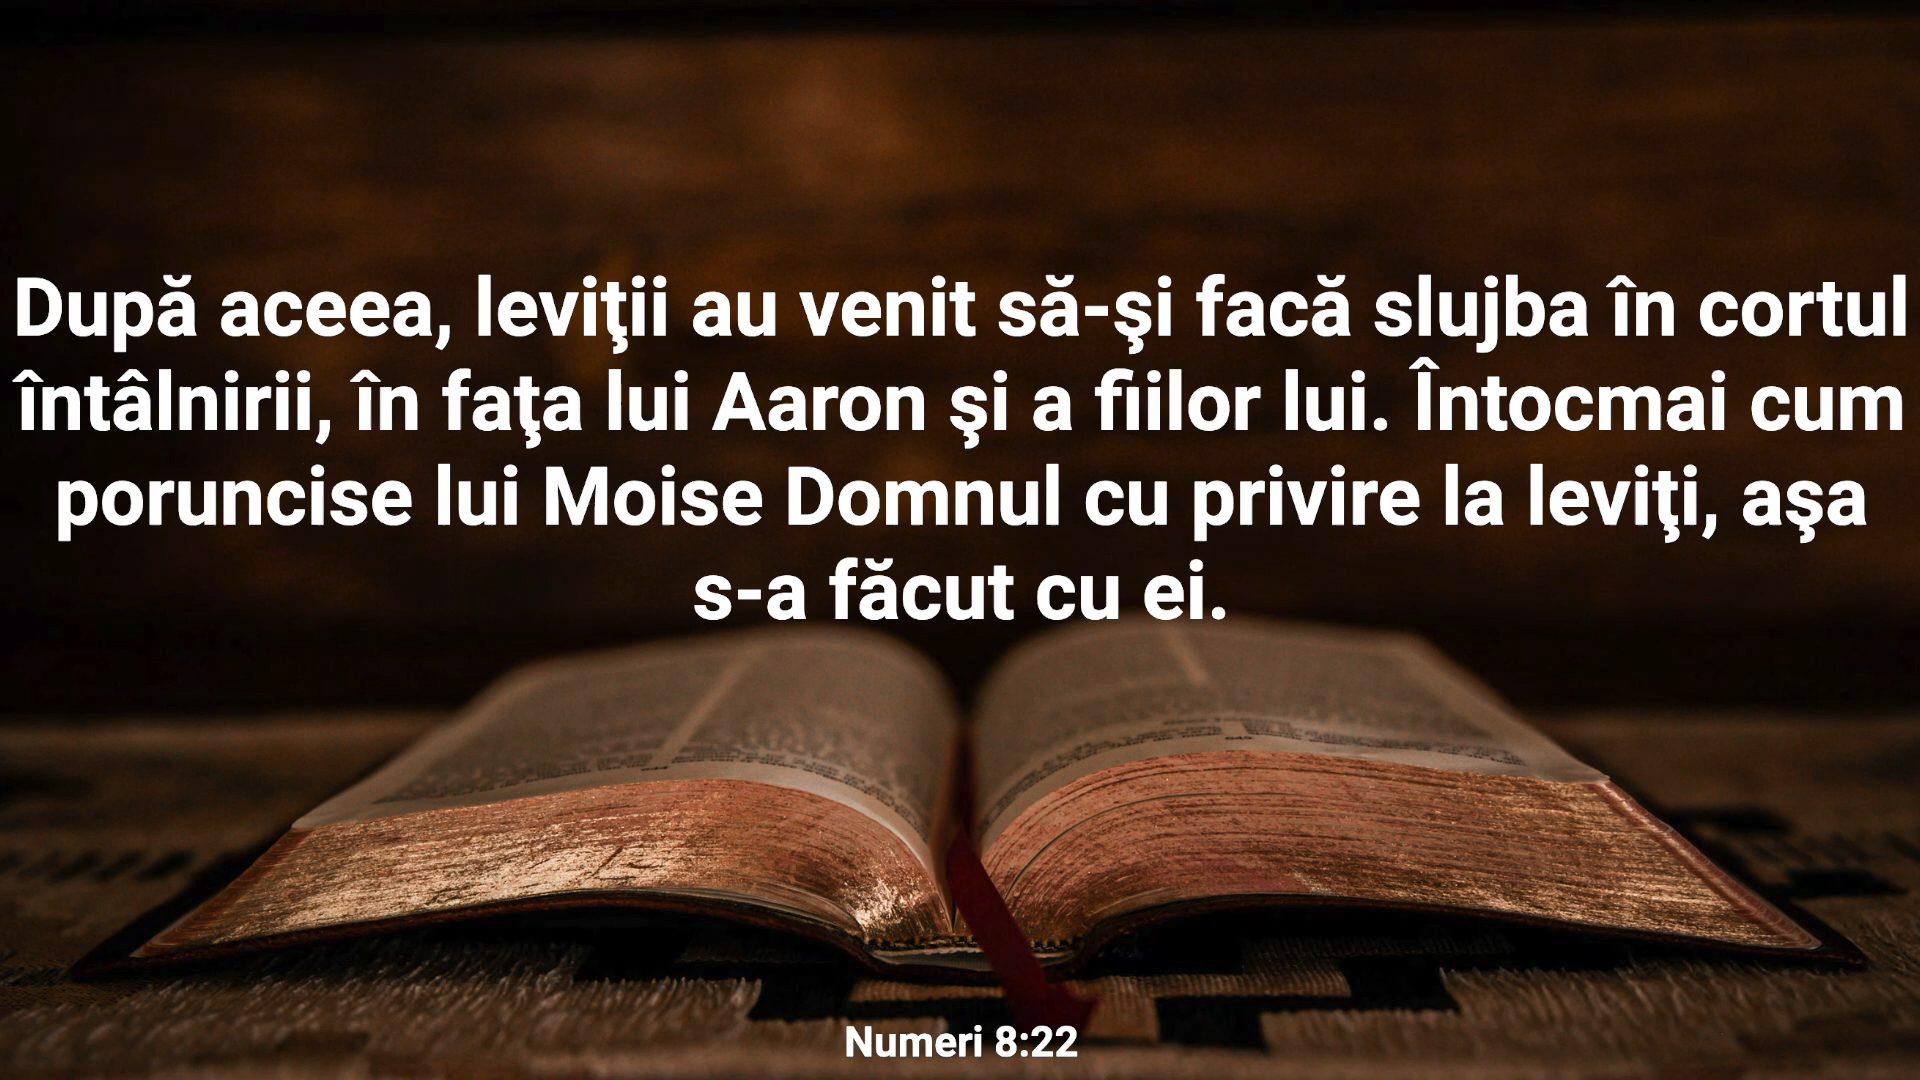 După aceea, leviţii au venit să-şi facă slujba în cortul
întâlnirii, în faţa lui Aaron şi a fiilor lui. Întocmai cum
poruncise lui Moise Domnul cu privire la leviţi, aşa
s-a făcut cu ei.
Numeri 8:22